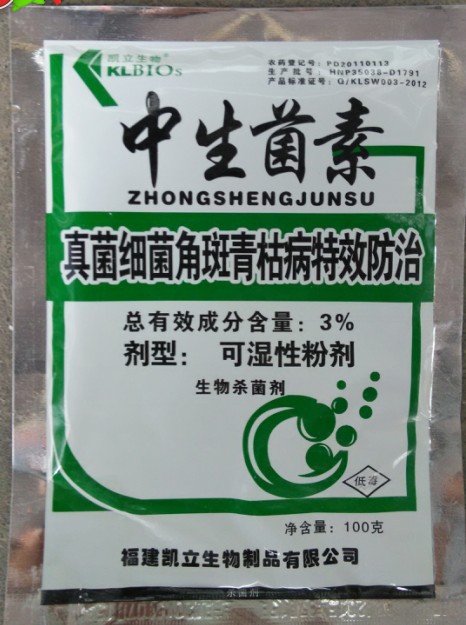 凯立生物®
KLBIOS
农药登记号：PD20110113
生产批号：HNP35038-D1791
产品标准证号：Q/KLSW003-2012
中生菌素
ZHONGSHENGJUNSU
真菌细菌角斑青枯病特效防治
总有效成分含量：3%
剂型：可湿性粉剂
生物杀菌剂
低毒
净含量：100克
福建凯立生物制品有限公司
杀菌剂